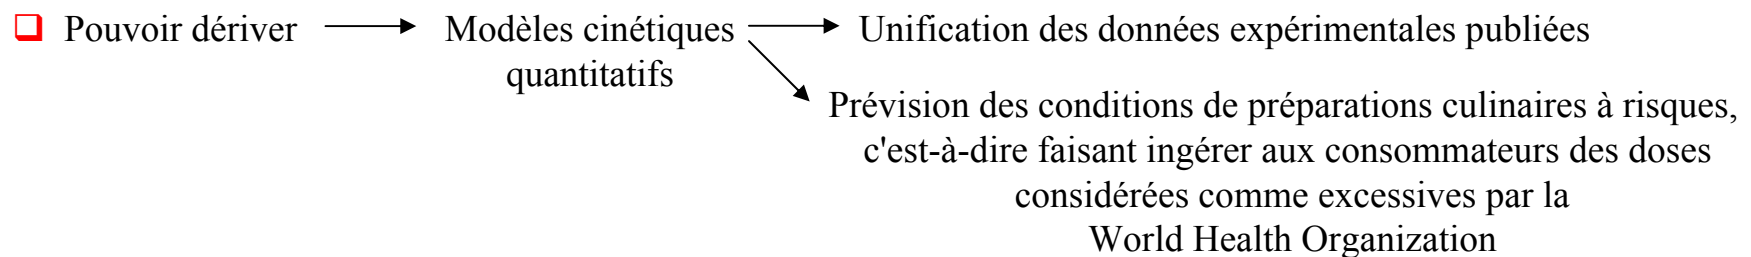 Pouvoir dériver
Modèles cinétiques
quantitatifs
Unification des données expérimentales publiées
Prévision des conditions de préparations culinaires à risques,
c'est-à-dire faisant ingérer aux consommateurs des doses
considérées comme excessives par la
World Health Organization